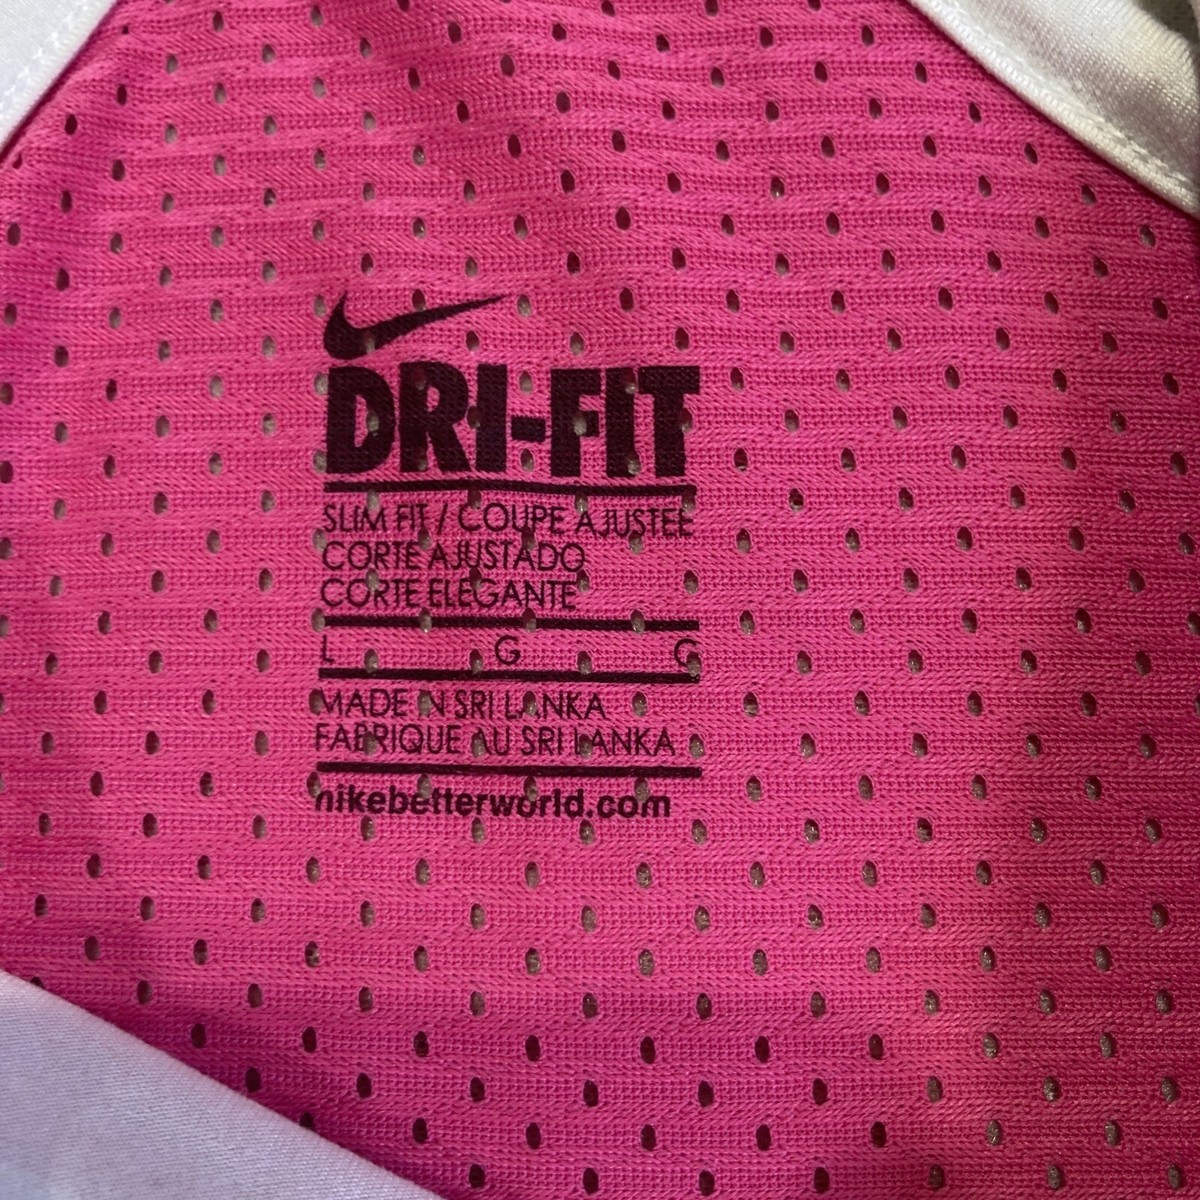 DRI-FIT
SLIM FIT / COUPE AJUSTEE
CORTE AJUSTADO
CORTE ELEGANTE
L G G
MADE IN SRI LANKA
FABRIQUE AU SRI LANKA
nikebetterworld.com